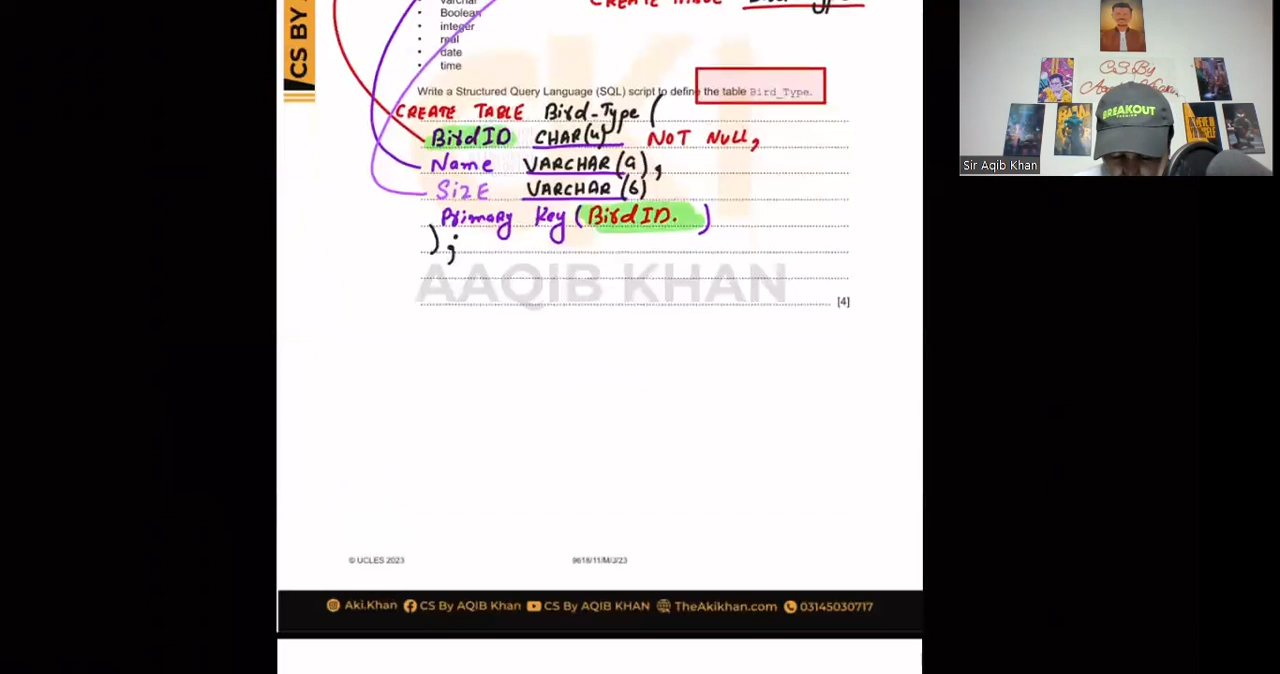 CS BY
Boolean
integer
real
date
time
Write a Structured Query Language (SQL) script to define the table Bird_Type.
CREATE TABLE Bird-Type (
BirdID CHAR(4) NOT NULL,
Name VARCHAR(9),
SizE VARCHAR(6)
Primary Key (BirdID. )
);
AAQIB KHAN
[4]
© UCLES 2023
9618/11/M/J/23
Aki.Khan CS By AQIB Khan CS By AQIB KHAN TheAkikhan.com 03145030717
CS By
BREAKOUT
Sir Aqib Khan